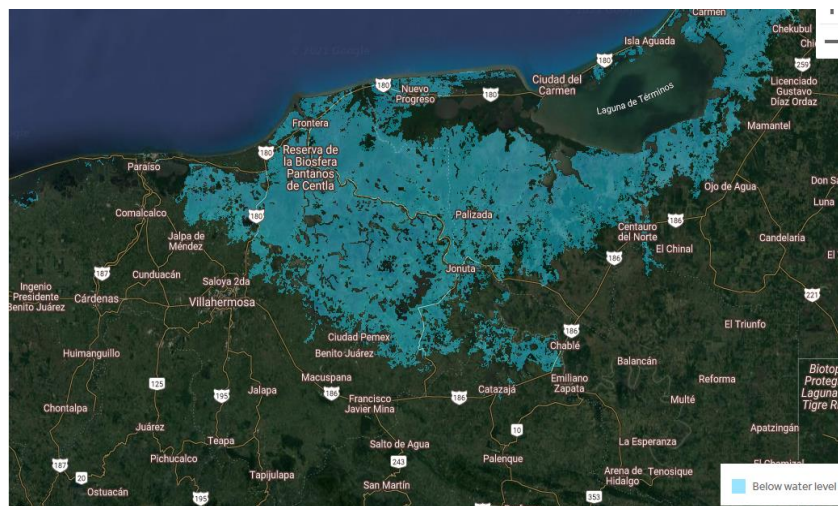 Carmen
Chekubul
Isla Aguada
180
Ciudad del
Carmen
259
Licenciado
Gustavo
Díaz Ordaz
180
Nuevo
Progreso
180
Laguna de Términos
Mamantel
Frontera
Reserva de
la Biosfera
Pantanos
de Centla
180
Paraíso
Ojo de Agua
Don Sa
Luna
Comalcalco
180
Palizada
186
Centauro
del Norte
Candelaria
Jalpa de
Méndez
El Chinal
186
El
Jonuta
187
Cunduacán
Saloya 2da
Ingenio
Presidente
Benito Juárez
Cárdenas
Villahermosa
221
El Triunfo
186
Ciudad Pemex
Chablé
Huimanguillo
Benito Juárez
Balancán
Biotop
Proteg
Laguna
Tigre R
Macuspana
Emiliano
Zapata
Reforma
125
195
Jalapa
186
Francisco
Javier Mina
186
Catazajá
Multé
Chontalpa
Juárez
10
Apatzingán
Teapa
Salto de Agua
La Esperanza
187
Pichucalco
243
Palenque
Arena de
Hidalgo
Tenosique
El Chamizal
20
Tapijulapa
San Martín
Ostuacán
195
353
Below water level